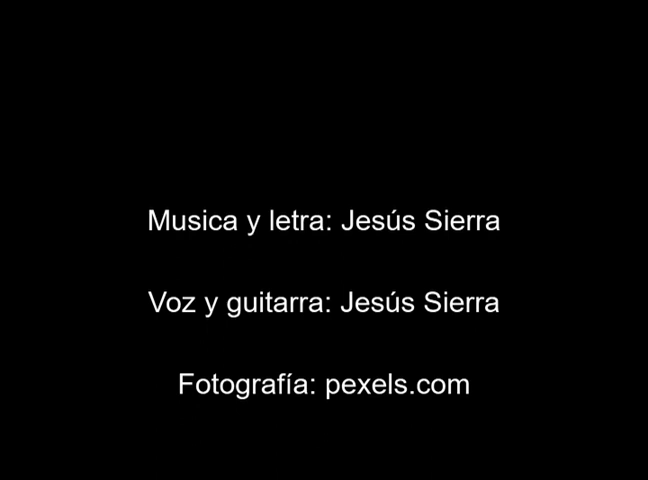 Musica y letra: Jesús Sierra
Voz y guitarra: Jesús Sierra
Fotografía: pexels.com